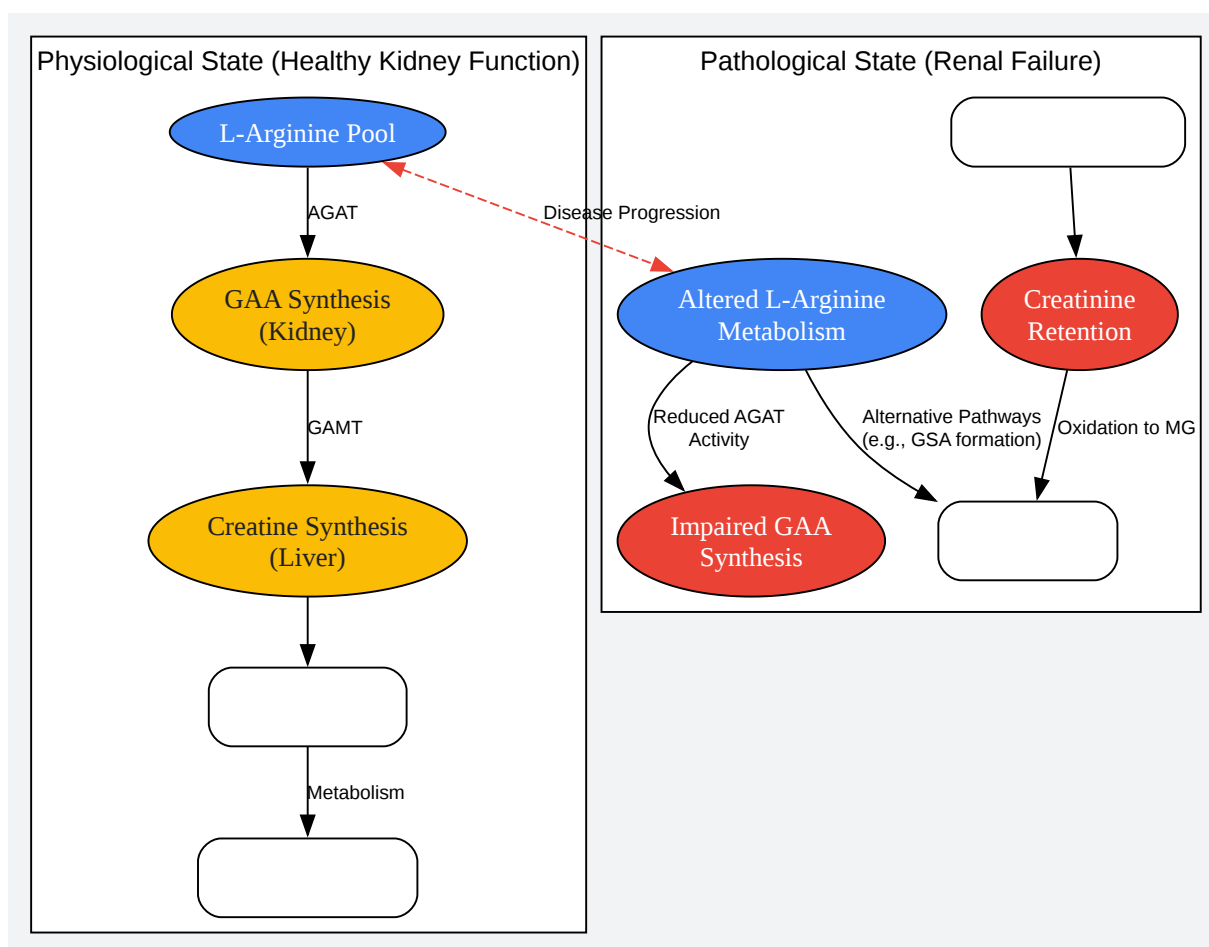 Physiological State (Healthy Kidney Function)
L-Arginine Pool
AGAT
GAA Synthesis
(Kidney)
GAMT
Creatine Synthesis
(Liver)
Metabolism
Disease Progression
Pathological State (Renal Failure)
Altered L-Arginine
Metabolism
Creatinine
Retention
Reduced AGAT
Activity
Alternative Pathways
(e.g., GSA formation)
Oxidation to MG
Impaired GAA
Synthesis